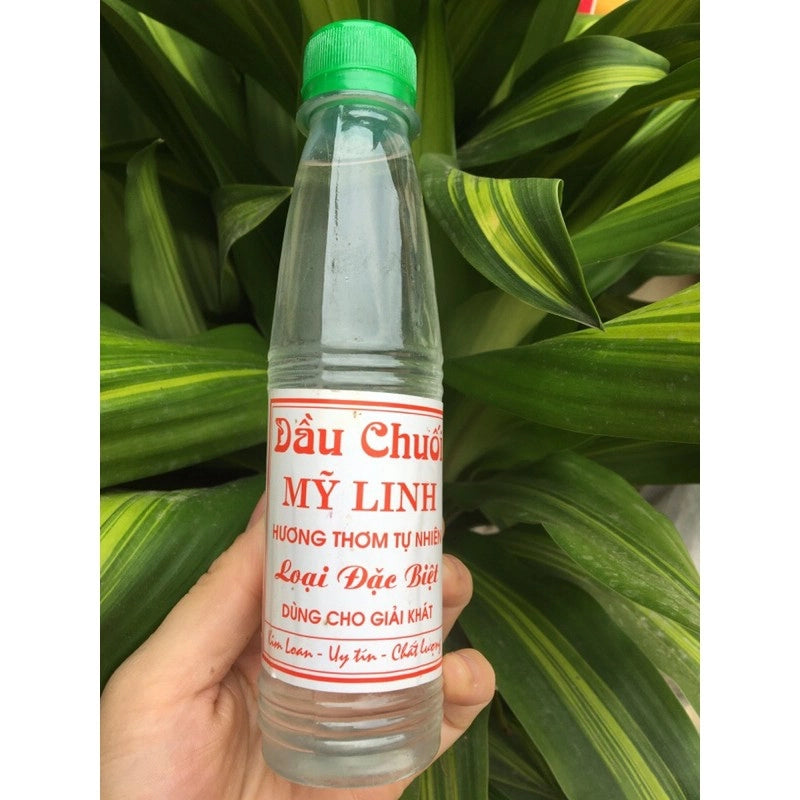 Dầu Chuối
MỸ LINH
HƯƠNG THƠM TỰ NHIÊN
Loại Đặc Biệt
DÙNG CHO GIẢI KHÁT
Kim Loan - Uy tín - Chất lượng